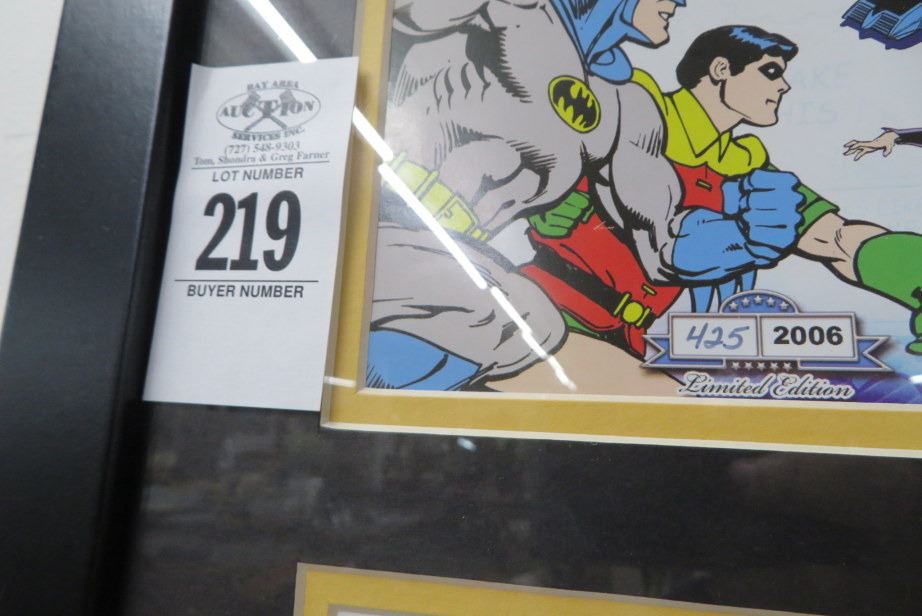 BAY AREA
AUCTION
SERVICES INC.
(727) 548-9303
Tom, Shondra & Greg Farner
LOT NUMBER
219
BUYER NUMBER
425 2006
Limited Edition